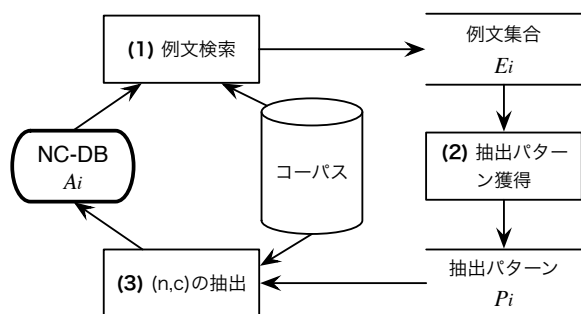 (1) 例文検索
例文集合
Ei
NC-DB
Ai
コーパス
(2) 抽出パター
ン獲得
(3) (n,c)の抽出
抽出パターン
Pi